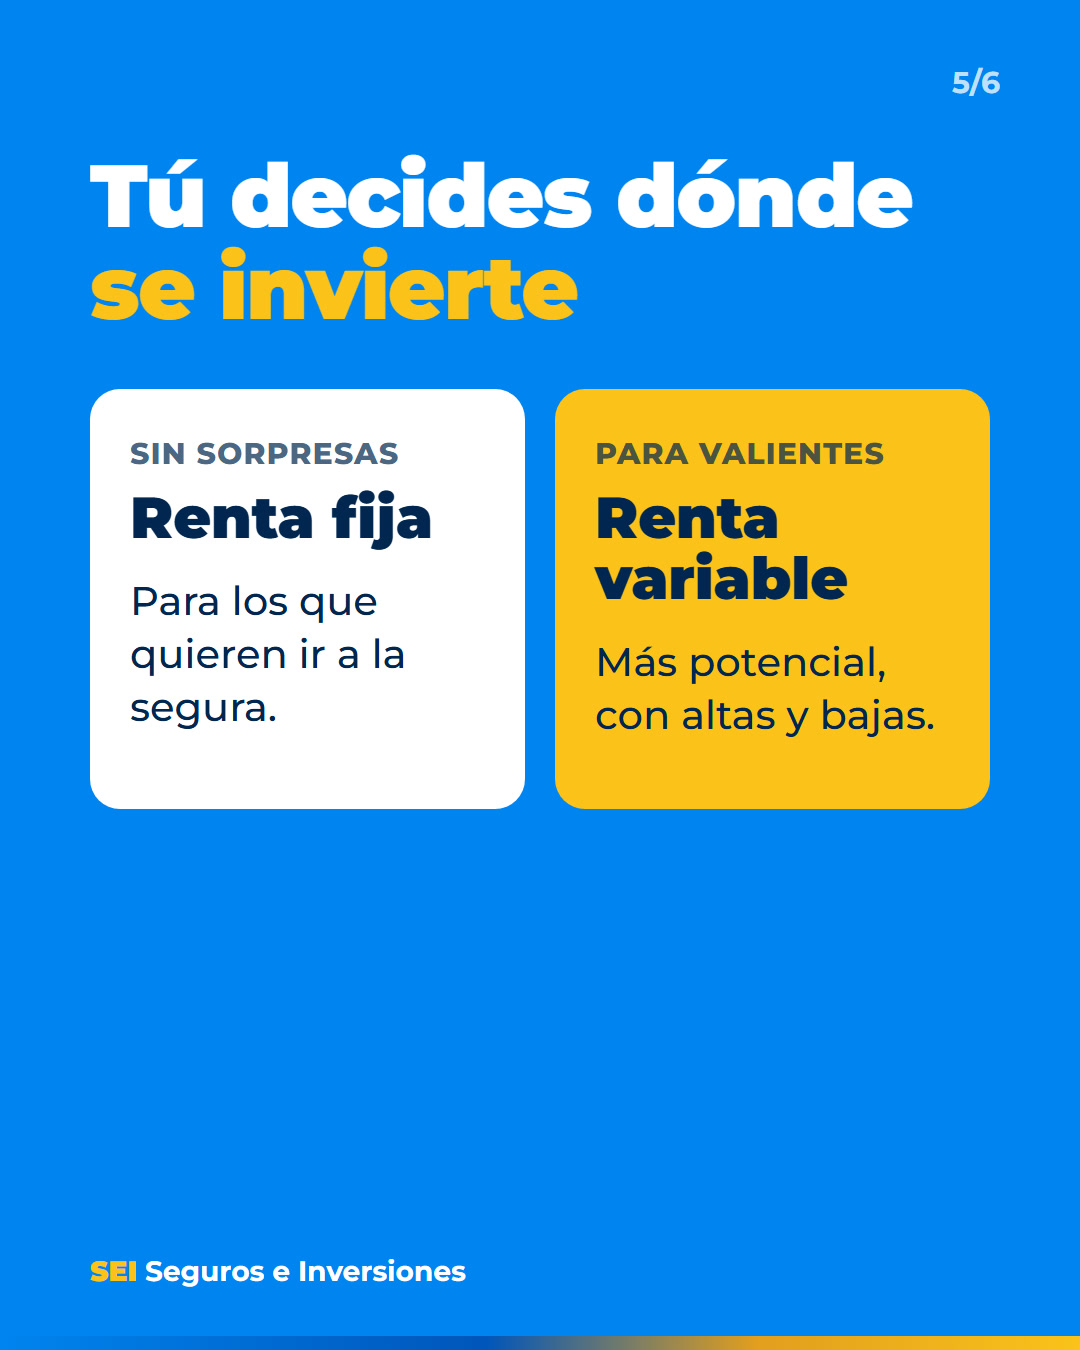 5/6
Tú decides dónde
se invierte
SIN SORPRESAS
Renta fija
Para los que
quieren ir a la
segura.
PARA VALIENTES
Renta
variable
Más potencial,
con altas y bajas.
SEI Seguros e Inversiones